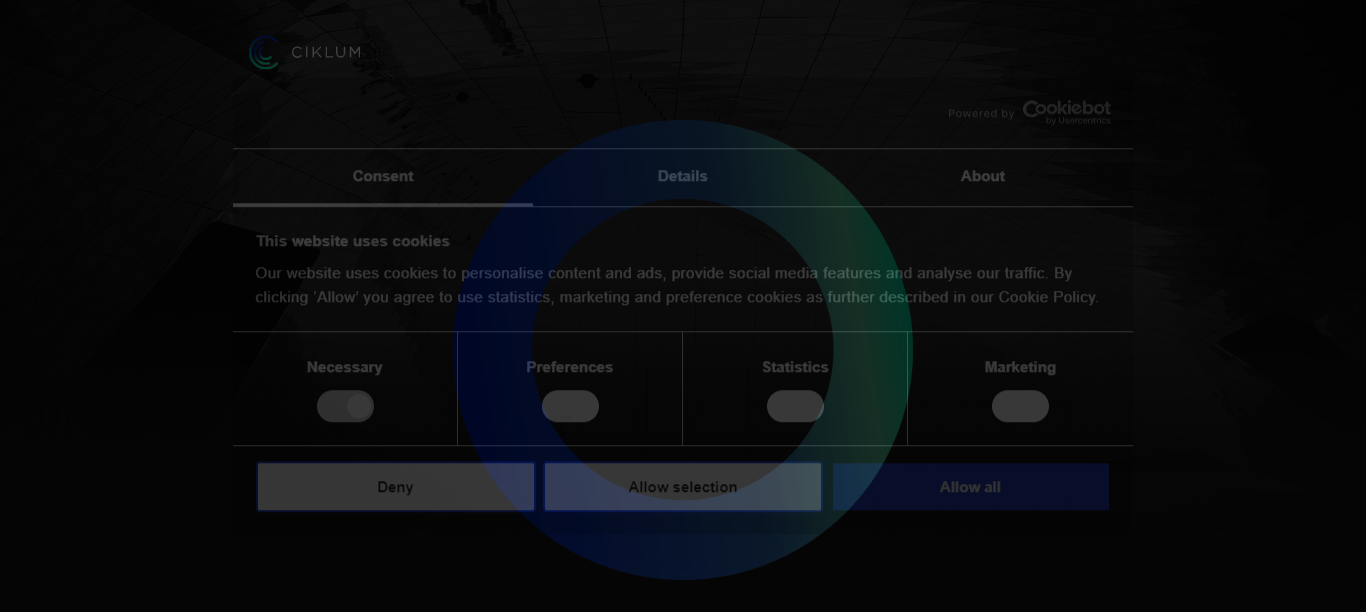 CIKLUM
Powered by Cookiebot
by Usercentrics
Consent Details About
This website uses cookies
Our website uses cookies to personalise content and ads, provide social media features and analyse our traffic. By
clicking 'Allow' you agree to use statistics, marketing and preference cookies as further described in our Cookie Policy.
Necessary Preferences Statistics Marketing
Deny Allow selection Allow all